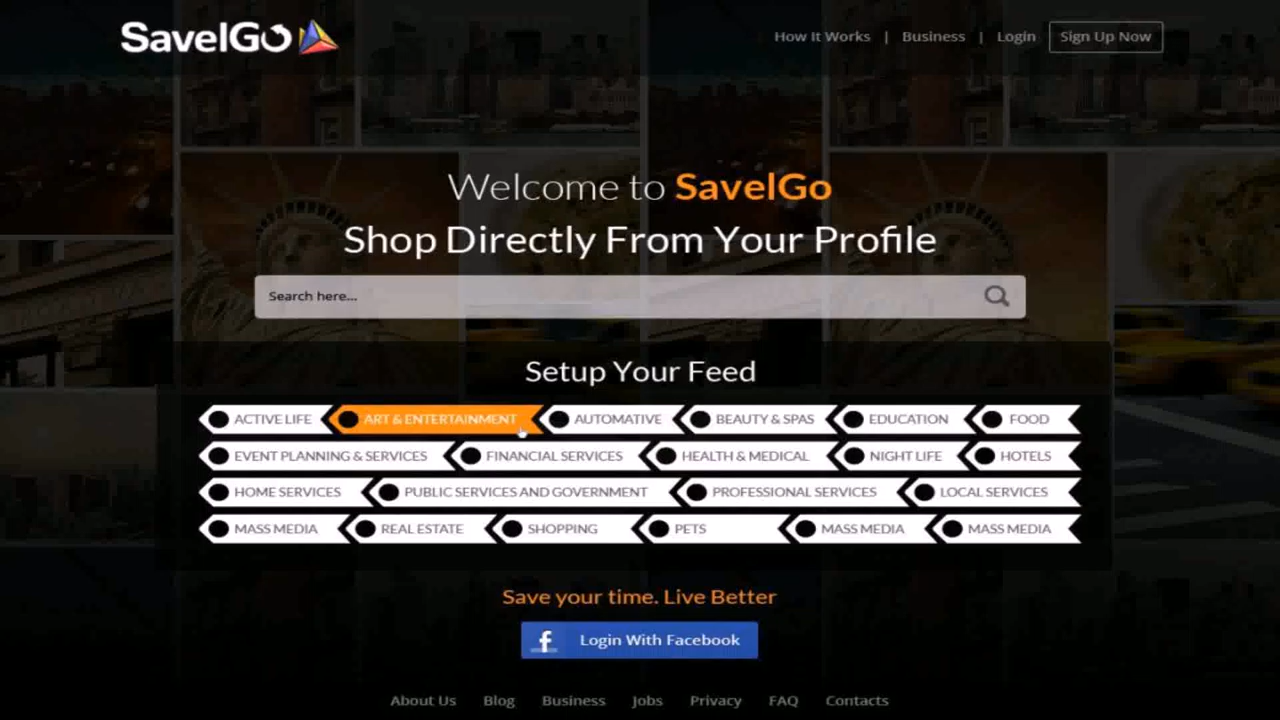 SavelGo
How It Works | Business | Login Sign Up Now
Welcome to SavelGo
Shop Directly From Your Profile
Search here...
Setup Your Feed
ACTIVE LIFE ART & ENTERTAINMENT AUTOMATIVE BEAUTY & SPAS EDUCATION FOOD
EVENT PLANNING & SERVICES FINANCIAL SERVICES HEALTH & MEDICAL NIGHT LIFE HOTELS
HOME SERVICES PUBLIC SERVICES AND GOVERNMENT PROFESSIONAL SERVICES LOCAL SERVICES
MASS MEDIA REAL ESTATE SHOPPING PETS MASS MEDIA MASS MEDIA
Save your time. Live Better
f Login With Facebook
About Us Blog Business Jobs Privacy FAQ Contacts